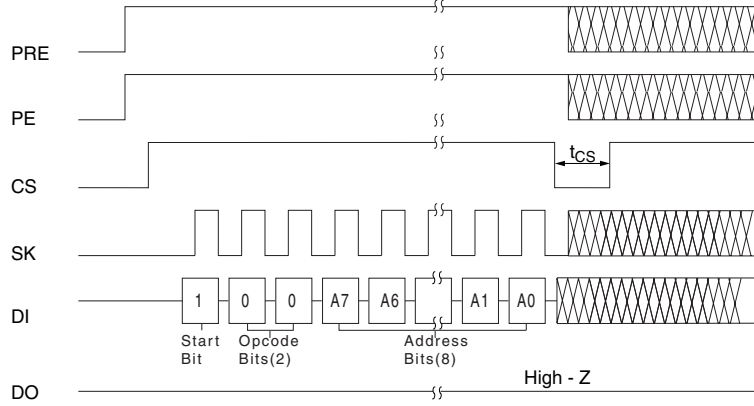 PRE
PE
t_CS
CS
SK
1 0 0 A7 A6 A1 A0
DI
Start Bit
Opcode Bits(2)
Address Bits(8)
High - Z
DO